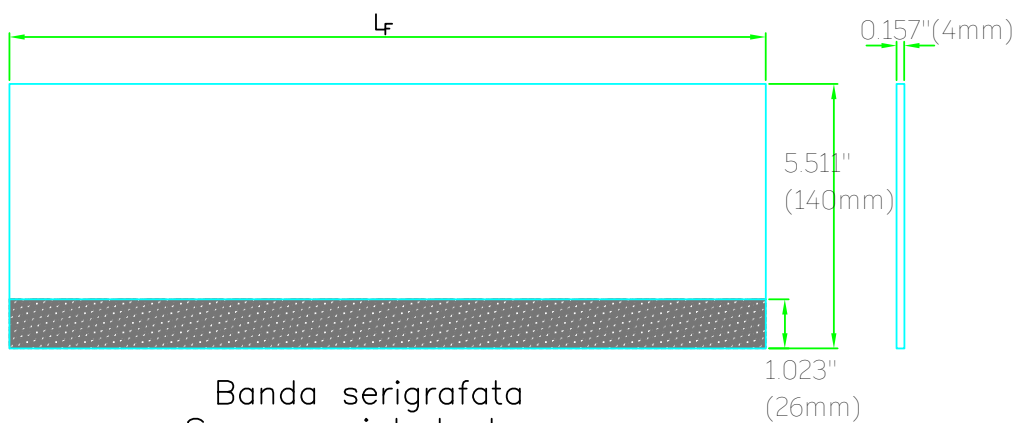 LF
0.157"(4mm)
5.511"
(140mm)
1.023"
(26mm)
Banda serigrafata